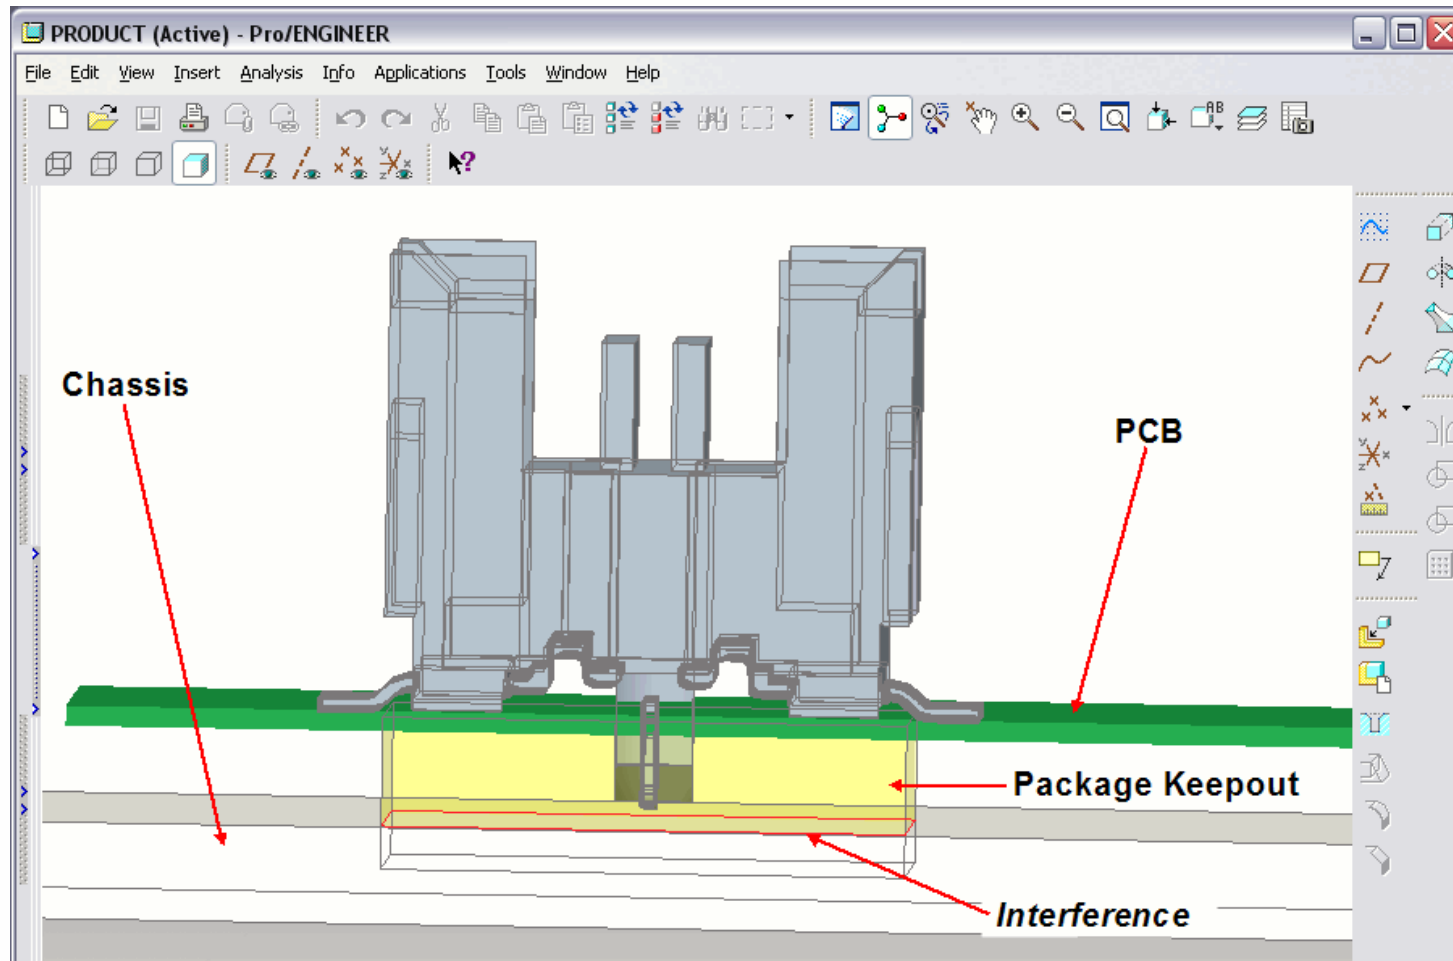 PRODUCT (Active) - Pro/ENGINEER
File Edit View Insert Analysis Info Applications Tools Window Help
Chassis
PCB
Package Keepout
Interference